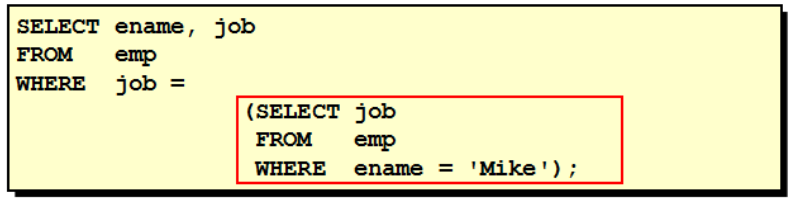 SELECT ename, job
FROM emp
WHERE job =
(SELECT job
FROM emp
WHERE ename = 'Mike');